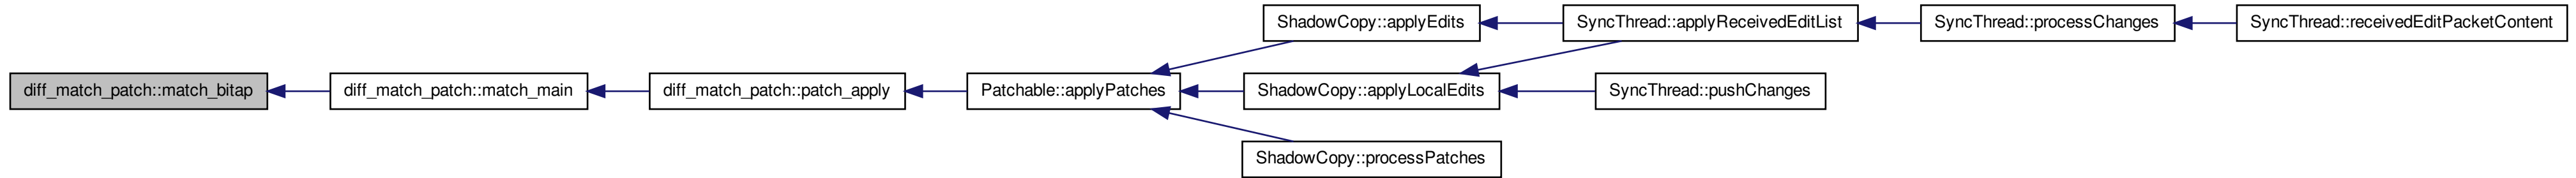 ShadowCopy::applyEdits
SyncThread::applyReceivedEditList
SyncThread::processChanges
SyncThread::receivedEditPacketContent
diff_match_patch::match_bitap
diff_match_patch::match_main
diff_match_patch::patch_apply
Patchable::applyPatches
ShadowCopy::applyLocalEdits
SyncThread::pushChanges
ShadowCopy::processPatches